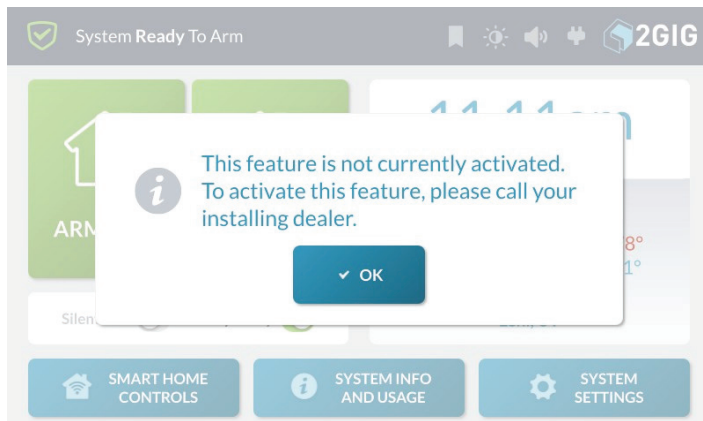 System Ready To Arm
2GIG
This feature is not currently activated.
To activate this feature, please call your
installing dealer.
OK
SMART HOME
CONTROLS
SYSTEM INFO
AND USAGE
SYSTEM
SETTINGS